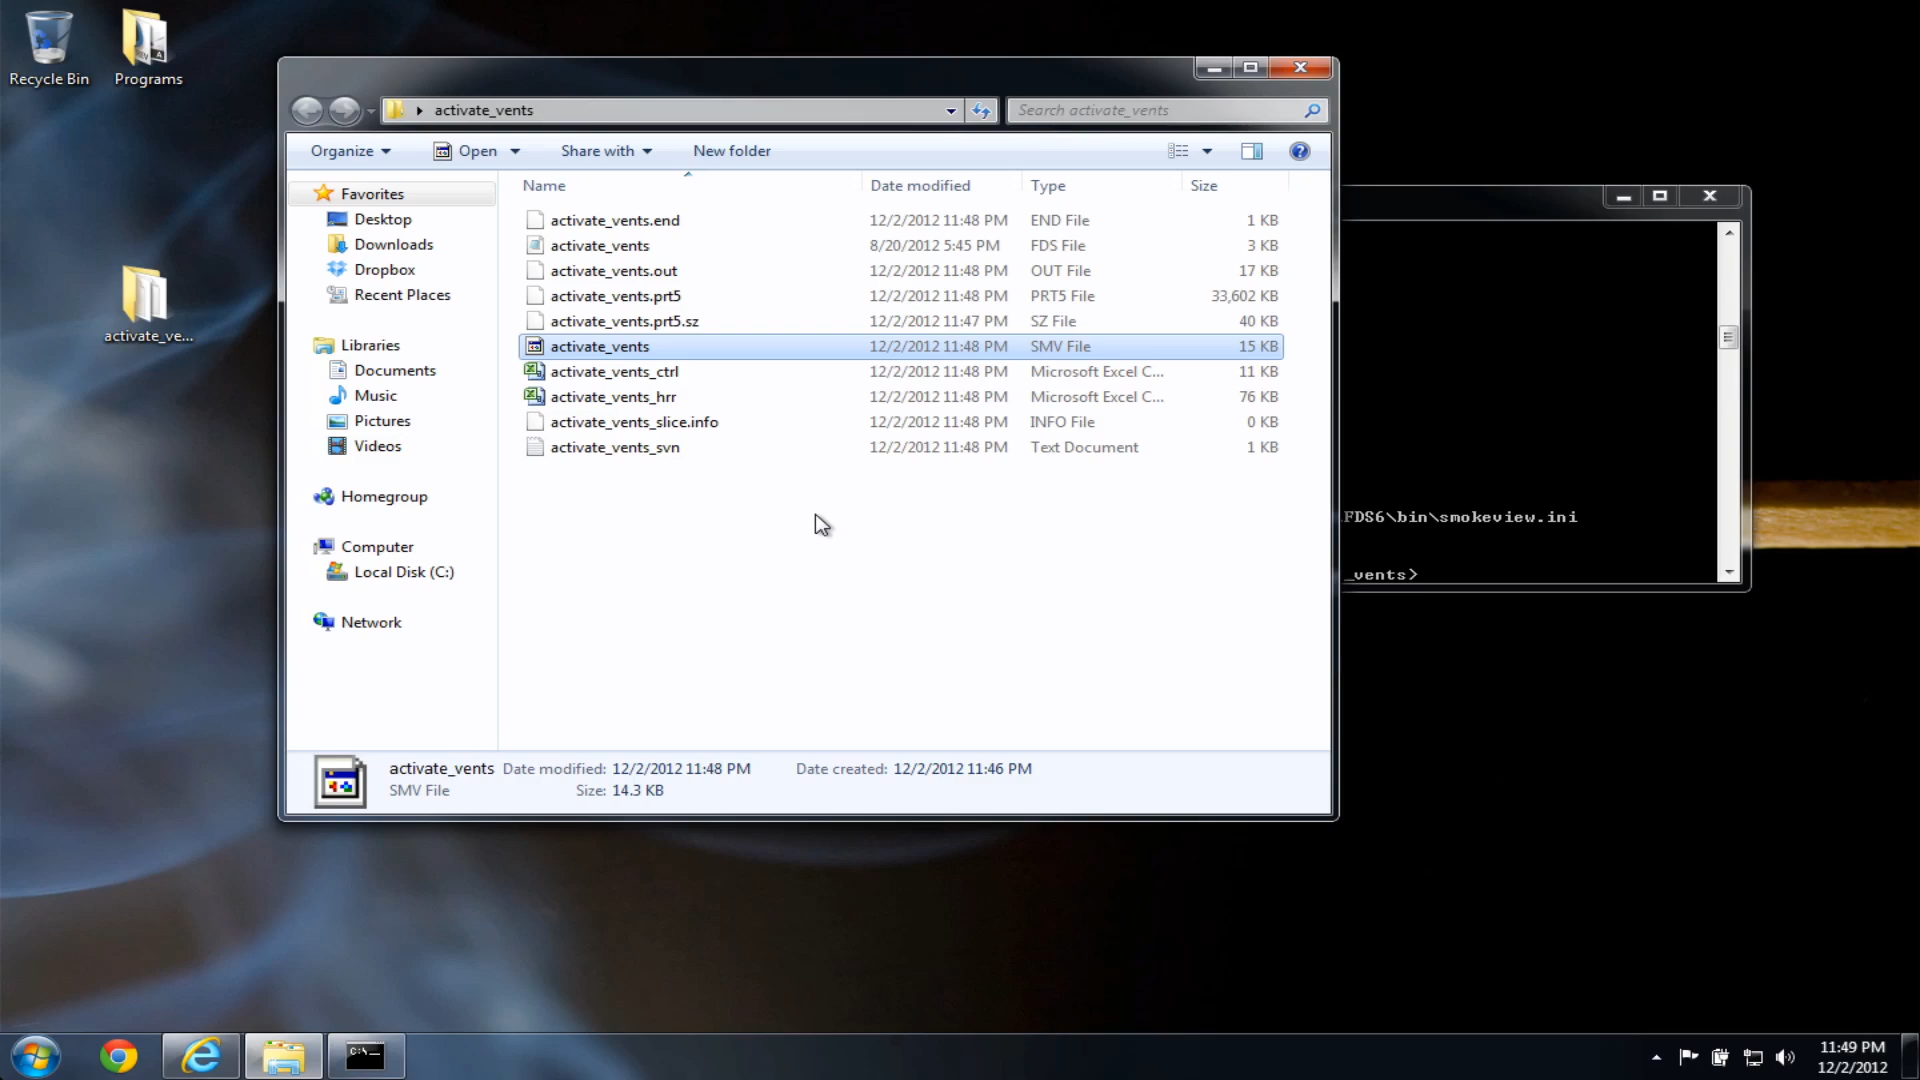 Recycle Bin
Programs
activate_ve...
activate_vents
Search activate_vents
Organize
Open
Share with
New folder
Favorites
Desktop
Downloads
Dropbox
Recent Places
Libraries
Documents
Music
Pictures
Videos
Homegroup
Computer
Local Disk (C:)
Network
Name Date modified Type Size
activate_vents.end 12/2/2012 11:48 PM END File 1 KB
activate_vents 8/20/2012 5:45 PM FDS File 3 KB
activate_vents.out 12/2/2012 11:48 PM OUT File 17 KB
activate_vents.prt5 12/2/2012 11:48 PM PRT5 File 33,602 KB
activate_vents.prt5.sz 12/2/2012 11:47 PM SZ File 40 KB
activate_vents 12/2/2012 11:48 PM SMV File 15 KB
activate_vents_ctrl 12/2/2012 11:48 PM Microsoft Excel C... 11 KB
activate_vents_hrr 12/2/2012 11:48 PM Microsoft Excel C... 76 KB
activate_vents_slice.info 12/2/2012 11:48 PM INFO File 0 KB
activate_vents_svn 12/2/2012 11:48 PM Text Document 1 KB
activate_vents Date modified: 12/2/2012 11:48 PM Date created: 12/2/2012 11:46 PM
SMV File Size: 14.3 KB
FDS6\bin\smokeview.ini
_vents>
C:\
11:49 PM
12/2/2012